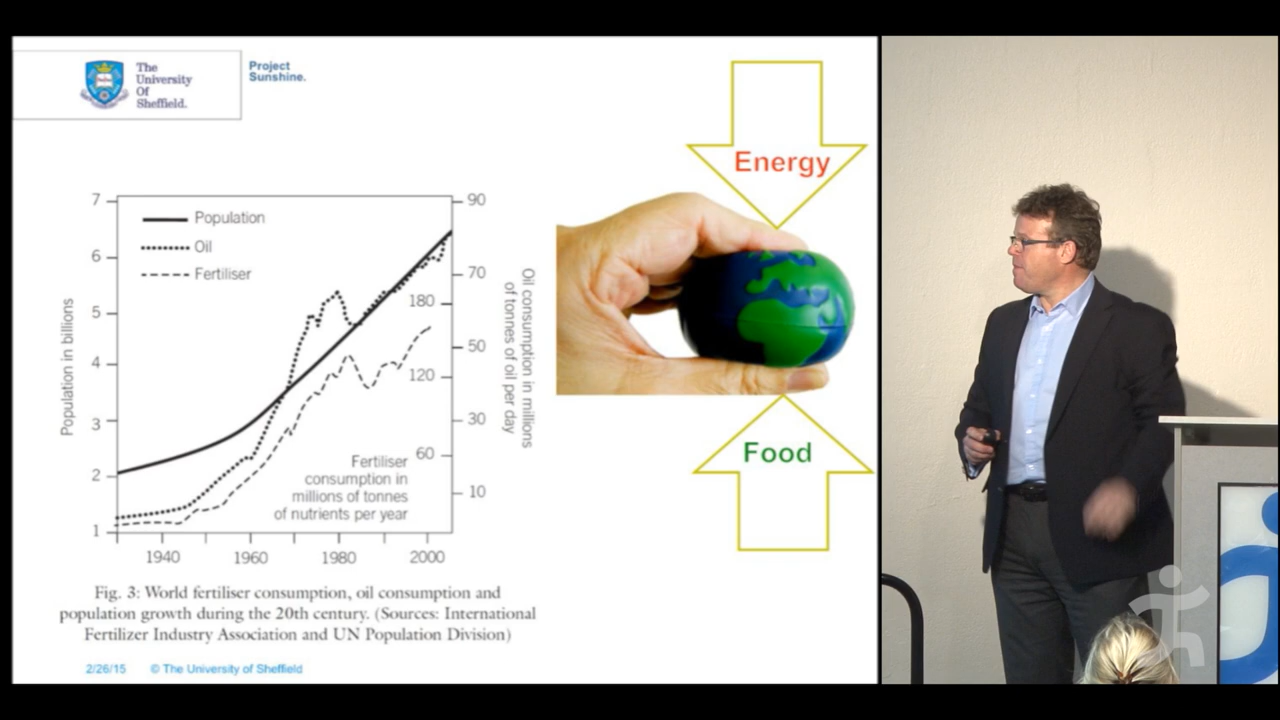 The
University
Of
Sheffield.
Project
Sunshine.
Energy
Food
7
6
5
4
3
2
1
Population in billions
Population
Oil
Fertiliser
90
70
50
30
10
Oil consumption in millions
of tonnes of oil per day
180
120
60
Fertiliser
consumption in
millions of tonnes
of nutrients per year
1940
1960
1980
2000
Fig. 3: World fertiliser consumption, oil consumption and
population growth during the 20th century. (Sources: International
Fertilizer Industry Association and UN Population Division)
2/26/15
© The University of Sheffield